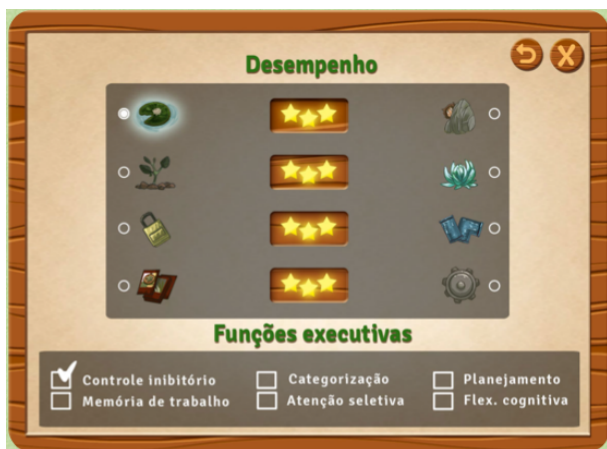 Desempenho
Funções executivas
Controle inibitório Categorização Planejamento
Memória de trabalho Atenção seletiva Flex. cognitiva